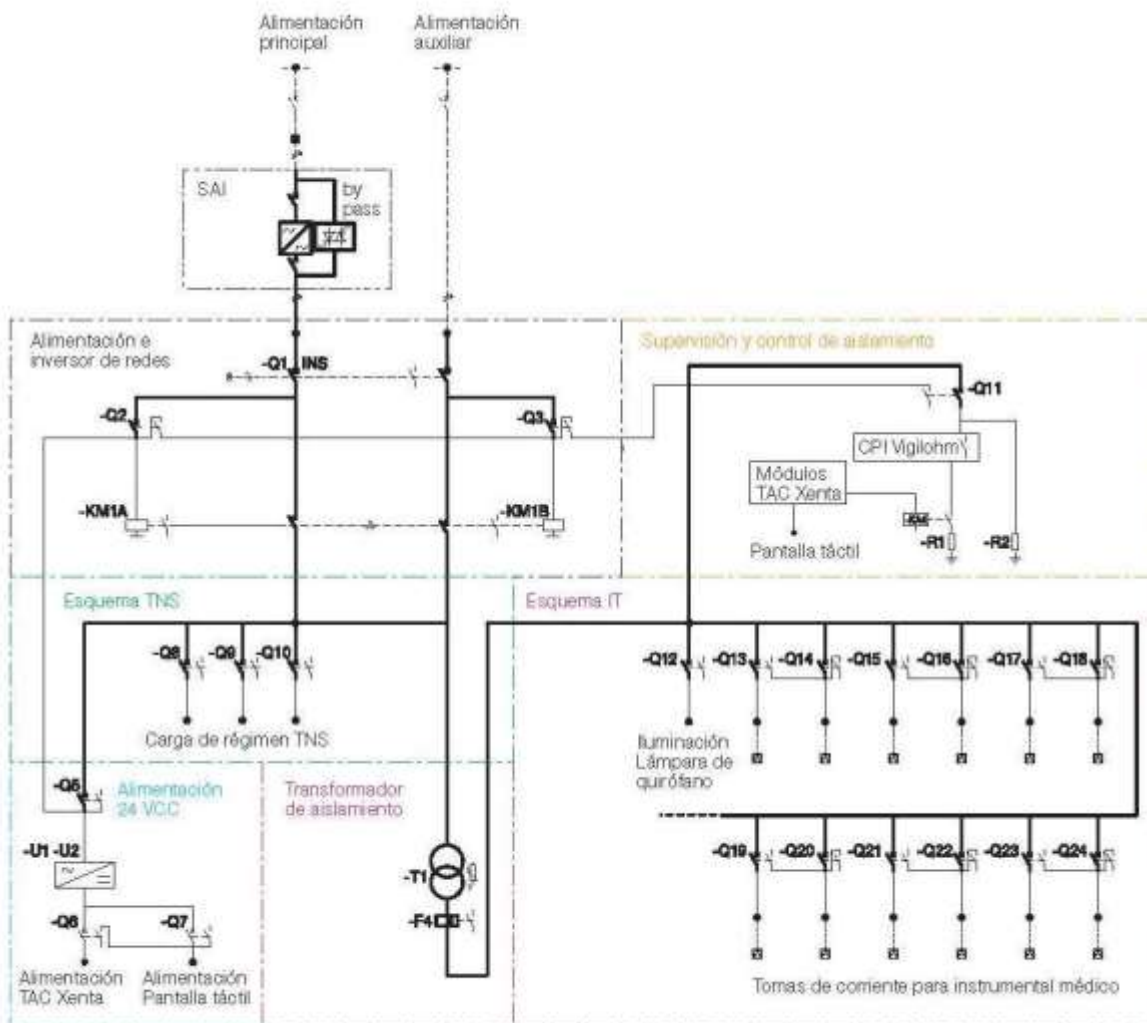 Alimentación
principal
Alimentación
auxiliar
SAI
by
pass
Alimentación e
inversor de redes
-Q1 INS
-Q2
-Q3
-KM1A
-KM1B
Supervisión y control de aislamiento
-Q11
CPI Vigilohm
Módulos
TAC Xenta
-KM
-R1
-R2
Pantalla táctil
Esquema TNS
-Q8
-Q9
-Q10
Carga de régimen TNS
Esquema IT
-Q12
-Q13
-Q14
-Q15
-Q16
-Q17
-Q18
Iluminación
Lámpara de
quirófano
-Q5
Alimentación
24 VCC
-U1 -U2
-Q6
-Q7
Alimentación
TAC Xenta
Alimentación
Pantalla táctil
Transformador
de aislamiento
-T1
-F4
-Q19
-Q20
-Q21
-Q22
-Q23
-Q24
Tomas de corriente para instrumental médico